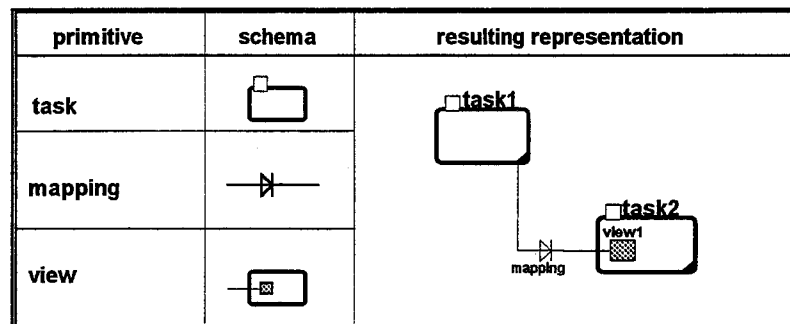 primitive schema resulting representation
task
task1
mapping
task2
view1
mapping
view